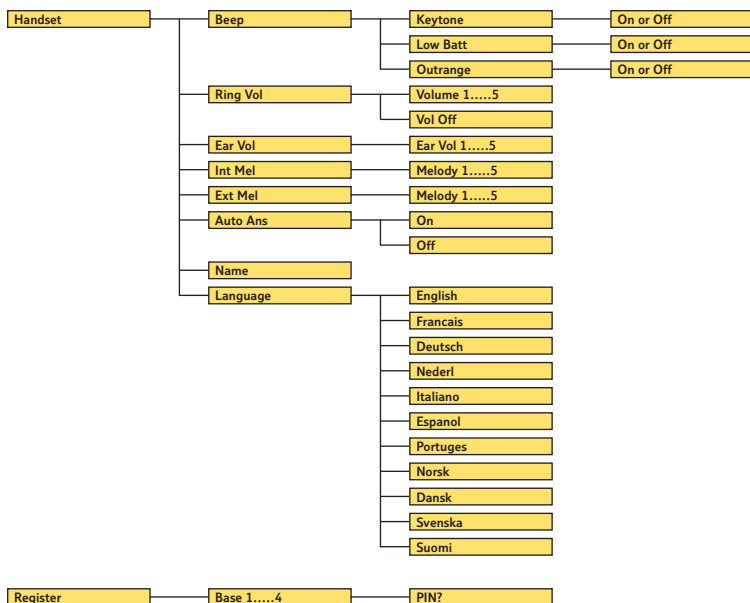 Handset Beep Keytone On or Off
Low Batt On or Off
Outrange On or Off
Ring Vol Volume 1.....5
Vol Off
Ear Vol Ear Vol 1.....5
Int Mel Melody 1.....5
Ext Mel Melody 1.....5
Auto Ans On
Off
Name
Language English
Francais
Deutsch
Nederl
Italiano
Espanol
Portuges
Norsk
Dansk
Svenska
Suomi
Register Base 1.....4 PIN?